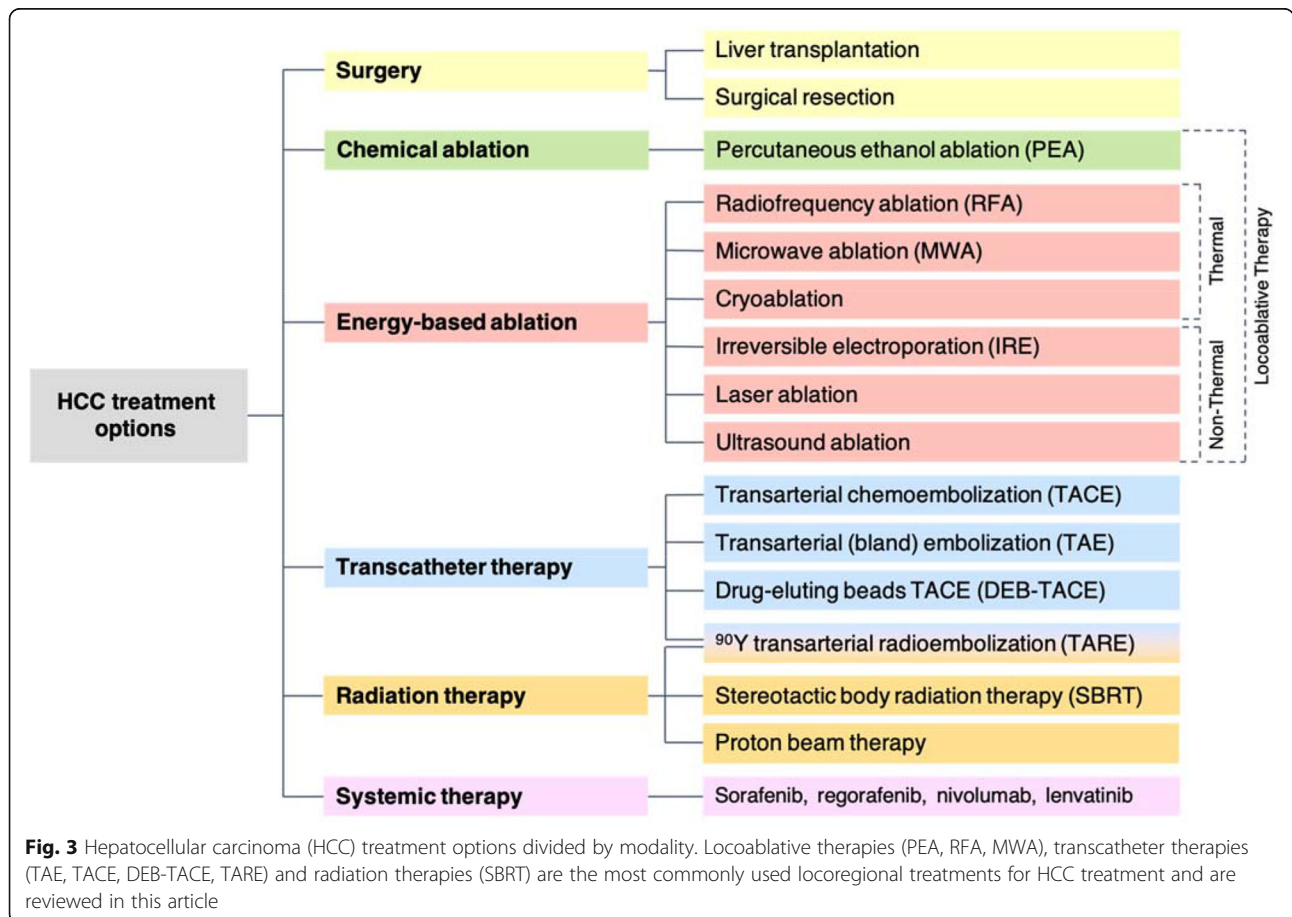 HCC treatment
options
Surgery
Liver transplantation
Surgical resection
Chemical ablation
Percutaneous ethanol ablation (PEA)
Energy-based ablation
Radiofrequency ablation (RFA)
Microwave ablation (MWA)
Cryoablation
Irreversible electroporation (IRE)
Laser ablation
Ultrasound ablation
Thermal
Non-Thermal
Locoablative Therapy
Transcatheter therapy
Transarterial chemoembolization (TACE)
Transarterial (bland) embolization (TAE)
Drug-eluting beads TACE (DEB-TACE)
⁹⁰Y transarterial radioembolization (TARE)
Radiation therapy
Stereotactic body radiation therapy (SBRT)
Proton beam therapy
Systemic therapy
Sorafenib, regorafenib, nivolumab, lenvatinib
Fig. 3 Hepatocellular carcinoma (HCC) treatment options divided by modality. Locoablative therapies (PEA, RFA, MWA), transcatheter therapies
(TAE, TACE, DEB-TACE, TARE) and radiation therapies (SBRT) are the most commonly used locoregional treatments for HCC treatment and are
reviewed in this article